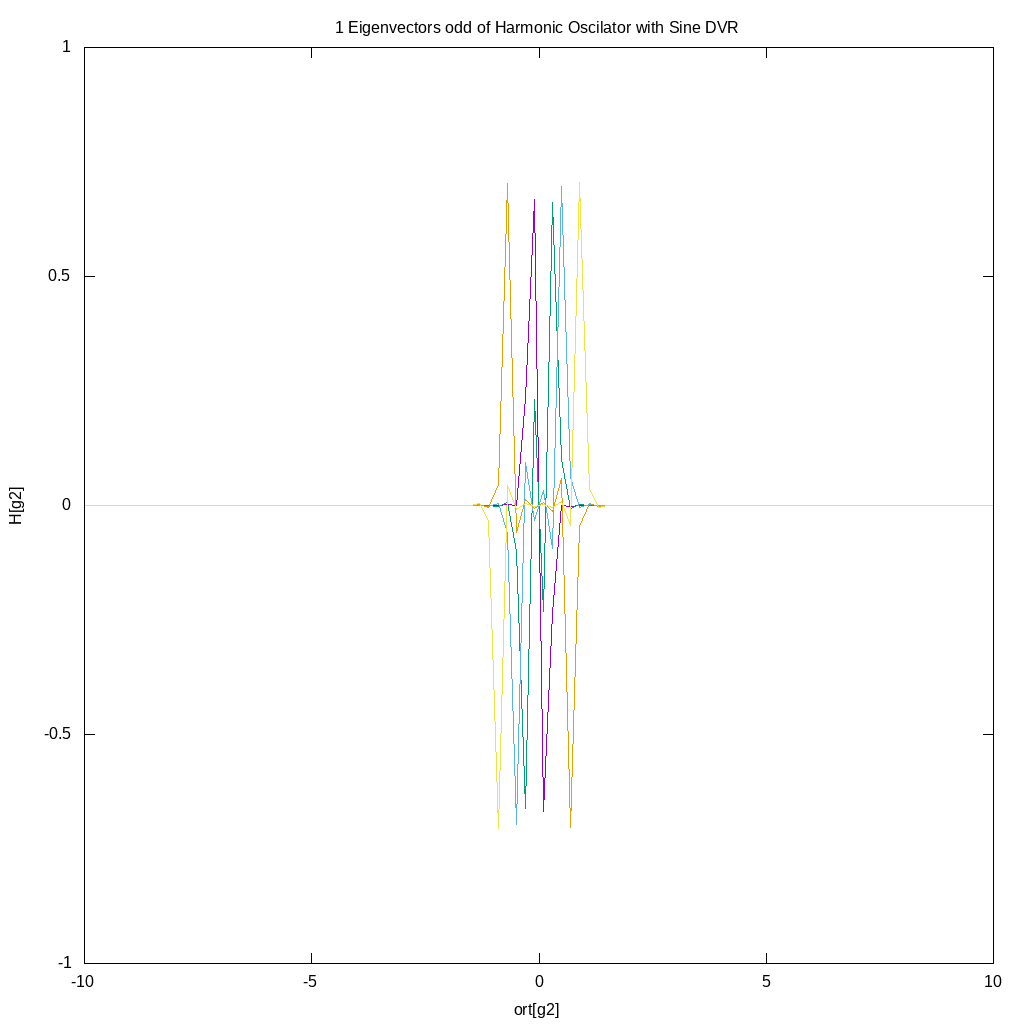 1 Eigenvectors odd of Harmonic Oscilator with Sine DVR
1
0.5
0
-0.5
-1
H[g2]
-10 -5 0 5 10
ort[g2]